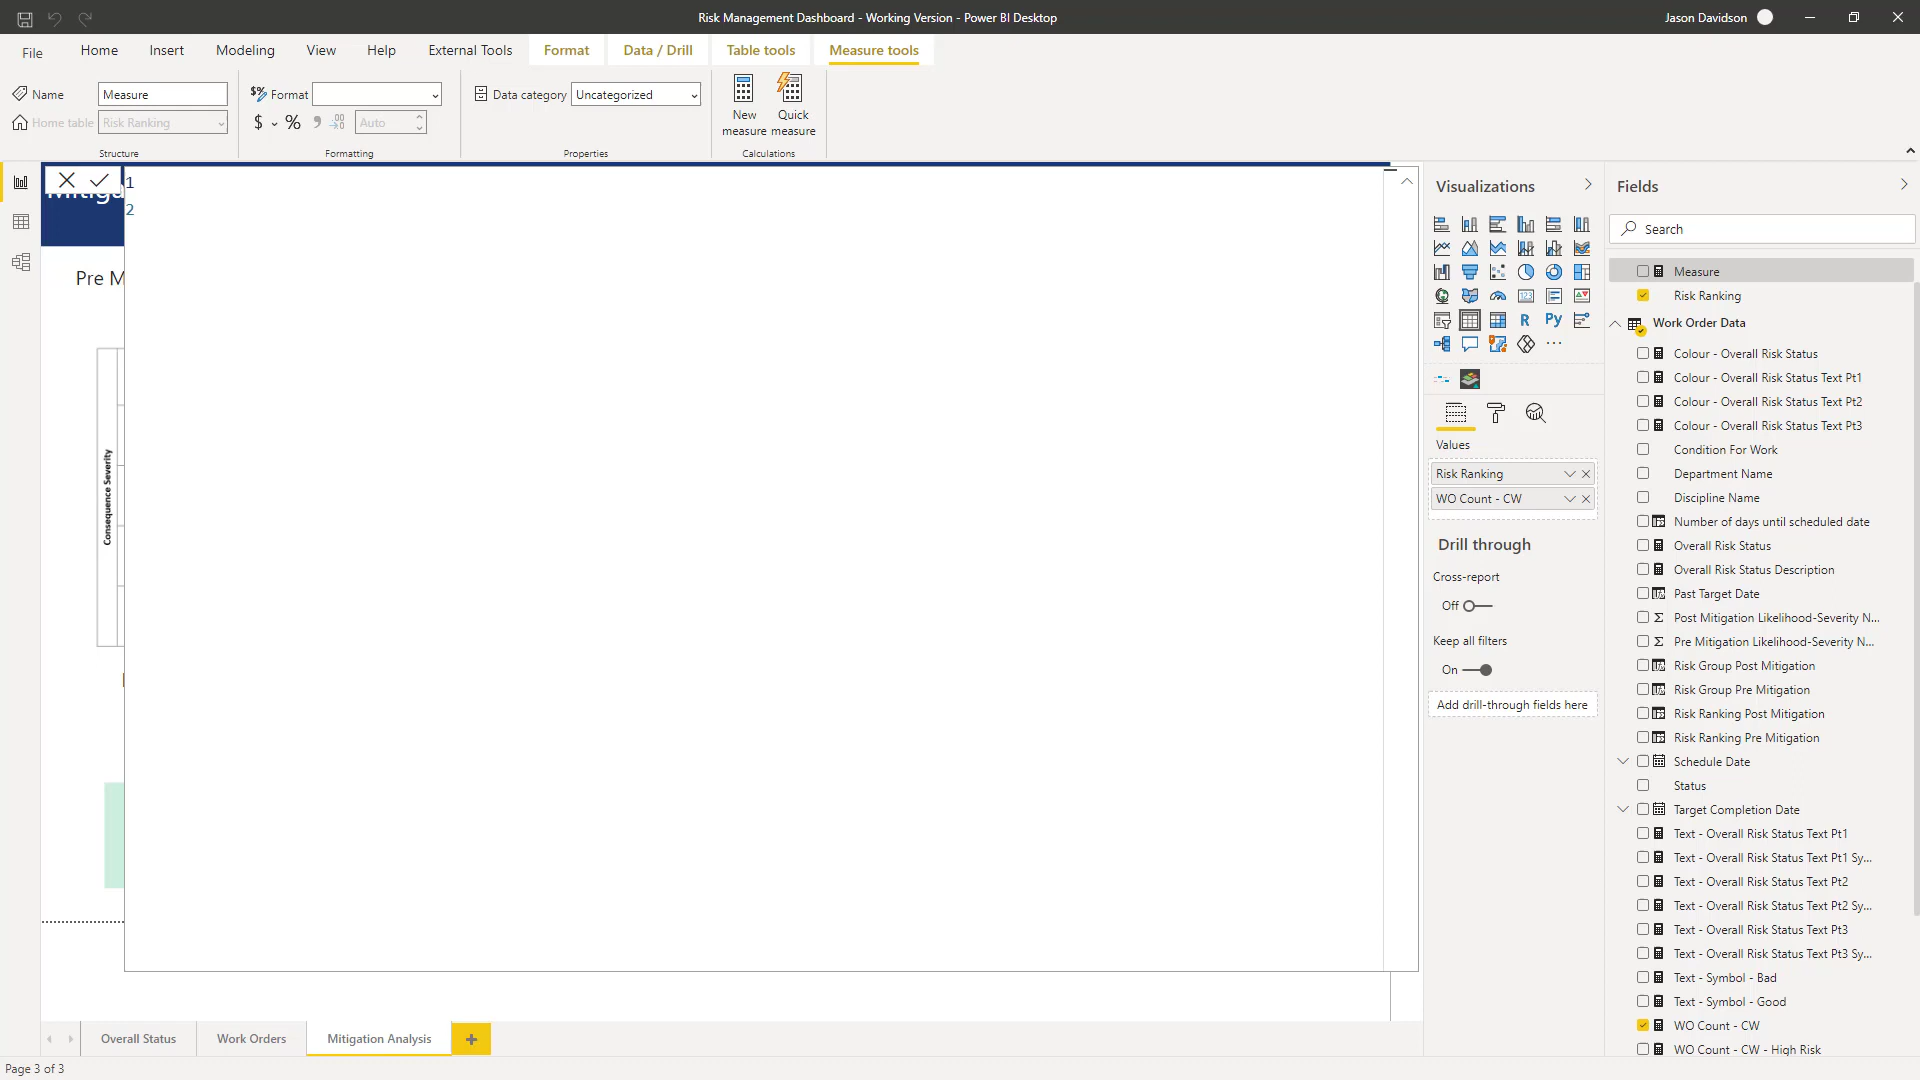 Risk Management Dashboard - Working Version - Power BI Desktop
Jason Davidson
File
Home
Insert
Modeling
View
Help
External Tools
Format
Data / Drill
Table tools
Measure tools
Name
Measure
Home table
Risk Ranking
Structure
Format
$ %
Auto
Formatting
Data category
Uncategorized
Properties
New measure
Quick measure
Calculations
1
2
Pre M
Consequence Severity
Visualizations
R
Py
Values
Risk Ranking
WO Count - CW
Drill through
Cross-report
Off
Keep all filters
On
Add drill-through fields here
Fields
Search
Measure
Risk Ranking
Work Order Data
Colour - Overall Risk Status
Colour - Overall Risk Status Text Pt1
Colour - Overall Risk Status Text Pt2
Colour - Overall Risk Status Text Pt3
Condition For Work
Department Name
Discipline Name
Number of days until scheduled date
Overall Risk Status
Overall Risk Status Description
Past Target Date
Post Mitigation Likelihood-Severity N...
Pre Mitigation Likelihood-Severity N...
Risk Group Post Mitigation
Risk Group Pre Mitigation
Risk Ranking Post Mitigation
Risk Ranking Pre Mitigation
Schedule Date
Status
Target Completion Date
Text - Overall Risk Status Text Pt1
Text - Overall Risk Status Text Pt1 Sy...
Text - Overall Risk Status Text Pt2
Text - Overall Risk Status Text Pt2 Sy...
Text - Overall Risk Status Text Pt3
Text - Overall Risk Status Text Pt3 Sy...
Text - Symbol - Bad
Text - Symbol - Good
WO Count - CW
WO Count - CW - High Risk
Overall Status
Work Orders
Mitigation Analysis
Page 3 of 3